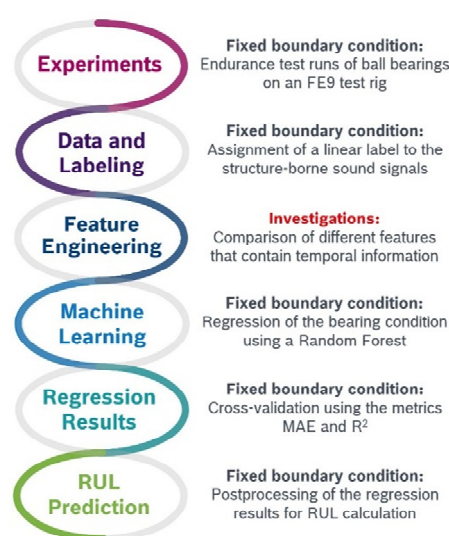 Experiments
Fixed boundary condition:
Endurance test runs of ball bearings
on an FE9 test rig
Data and
Labeling
Fixed boundary condition:
Assignment of a linear label to the
structure-borne sound signals
Feature
Engineering
Investigations:
Comparison of different features
that contain temporal information
Machine
Learning
Fixed boundary condition:
Regression of the bearing condition
using a Random Forest
Regression
Results
Fixed boundary condition:
Cross-validation using the metrics
MAE and R²
RUL
Prediction
Fixed boundary condition:
Postprocessing of the regression
results for RUL calculation